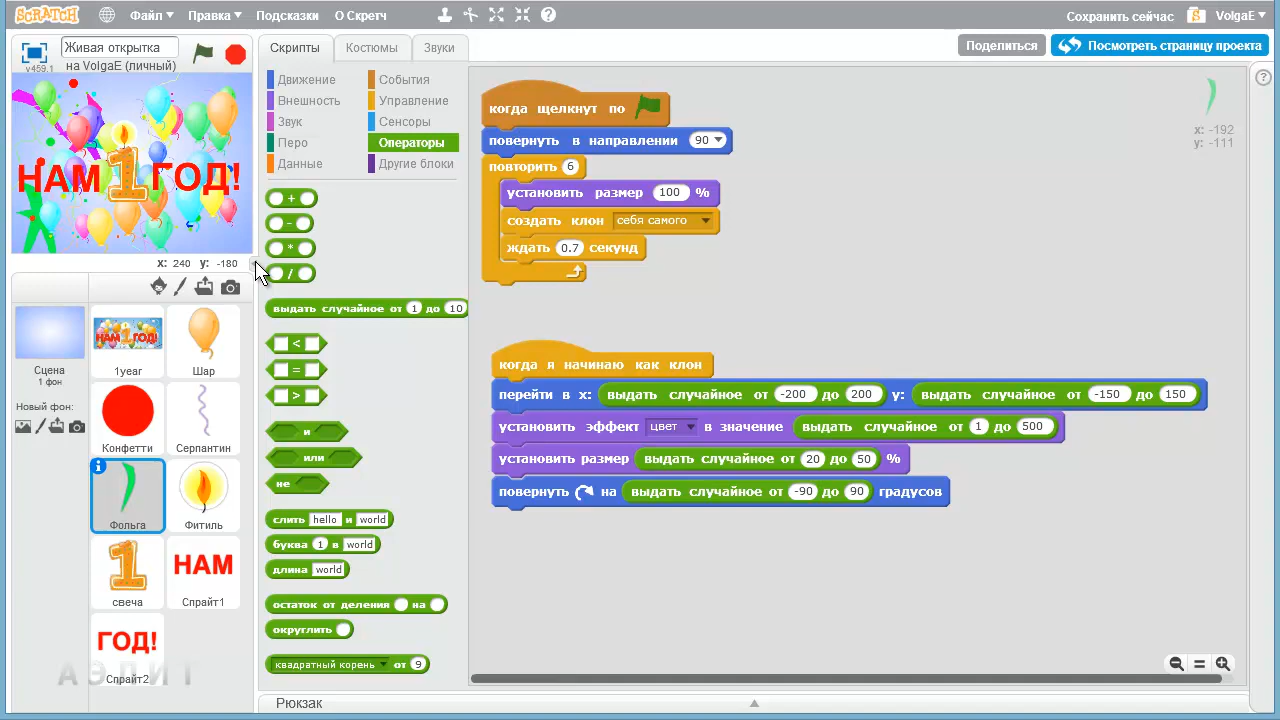 SCRATCH Файл Правка Подсказки О Скретч Сохранить сейчас VolgaE
v459.1 Живая открытка
на VolgaE (личный)
Скрипты Костюмы Звуки Поделиться Посмотреть страницу проекта
НАМ 1 ГОД!
x: 240 y: -180
Сцена
1 фон
Новый фон:
1year Шар
Конфетти Серпантин
Фольга Фитиль
свеча НАМ Спрайт1
ГОД! Спрайт2
АЭЛИТ
Движение События
Внешность Управление
Звук Сенсоры
Перо Операторы
Данные Другие блоки
+
-
*
/
выдать случайное от 1 до 10
<
=
>
и
или
не
слить hello и world
буква 1 в world
длина world
остаток от деления на
округлить
квадратный корень от 9
когда щелкнут по
повернуть в направлении 90
повторить 6
установить размер 100 %
создать клон себя самого
ждать 0.7 секунд
когда я начинаю как клон
перейти в x: выдать случайное от -200 до 200 y: выдать случайное от -150 до 150
установить эффект цвет в значение выдать случайное от 1 до 500
установить размер выдать случайное от 20 до 50 %
повернуть на выдать случайное от -90 до 90 градусов
x: -192
y: -111
Рюкзак